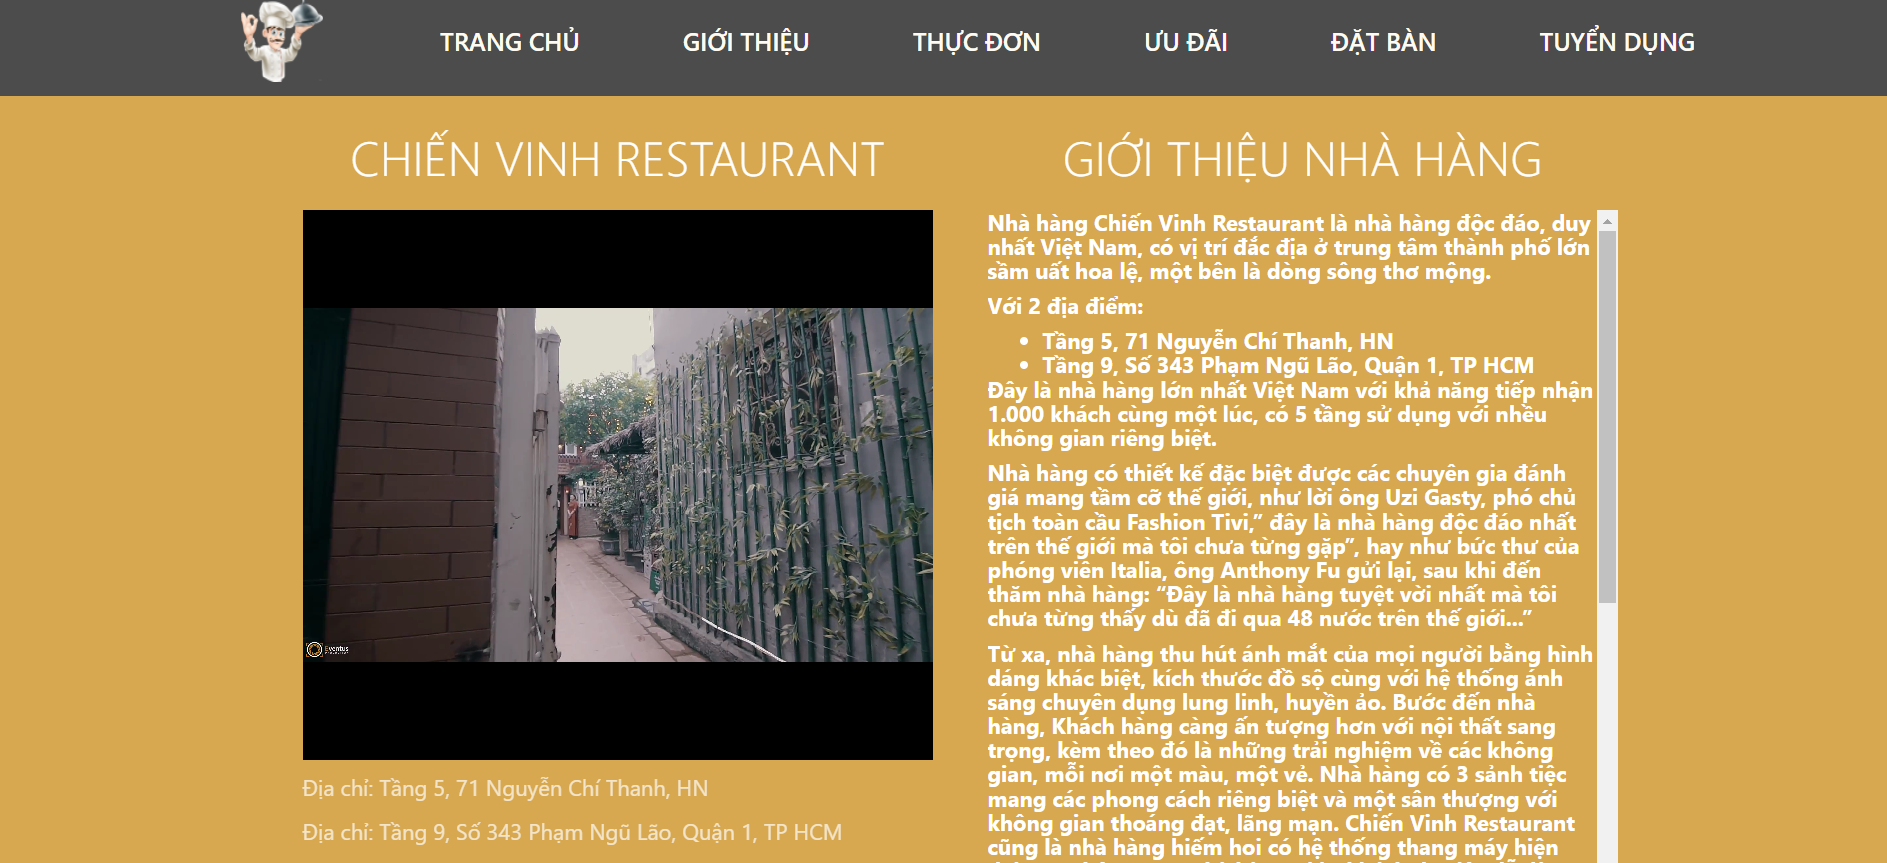 TRANG CHỦ GIỚI THIỆU THỰC ĐƠN ƯU ĐÃI ĐẶT BÀN TUYỂN DỤNG
CHIẾN VINH RESTAURANT
Eventus
Địa chỉ: Tầng 5, 71 Nguyễn Chí Thanh, HN
Địa chỉ: Tầng 9, Số 343 Phạm Ngũ Lão, Quận 1, TP HCM
GIỚI THIỆU NHÀ HÀNG
Nhà hàng Chiến Vinh Restaurant là nhà hàng độc đáo, duy
nhất Việt Nam, có vị trí đắc địa ở trung tâm thành phố lớn
sầm uất hoa lệ, một bên là dòng sông thơ mộng.
Với 2 địa điểm:
• Tầng 5, 71 Nguyễn Chí Thanh, HN
• Tầng 9, Số 343 Phạm Ngũ Lão, Quận 1, TP HCM
Đây là nhà hàng lớn nhất Việt Nam với khả năng tiếp nhận
1.000 khách cùng một lúc, có 5 tầng sử dụng với nhều
không gian riêng biệt.
Nhà hàng có thiết kế đặc biệt được các chuyên gia đánh
giá mang tầm cỡ thế giới, như lời ông Uzi Gasty, phó chủ
tịch toàn cầu Fashion Tivi,” đây là nhà hàng độc đáo nhất
trên thế giới mà tôi chưa từng gặp”, hay như bức thư của
phóng viên Italia, ông Anthony Fu gửi lại, sau khi đến
thăm nhà hàng: “Đây là nhà hàng tuyệt vời nhất mà tôi
chưa từng thấy dù đã đi qua 48 nước trên thế giới...”
Từ xa, nhà hàng thu hút ánh mắt của mọi người bằng hình
dáng khác biệt, kích thước đồ sộ cùng với hệ thống ánh
sáng chuyên dụng lung linh, huyền ảo. Bước đến nhà
hàng, Khách hàng càng ấn tượng hơn với nội thất sang
trọng, kèm theo đó là những trải nghiệm về các không
gian, mỗi nơi một màu, một vẻ. Nhà hàng có 3 sảnh tiệc
mang các phong cách riêng biệt và một sân thượng với
không gian thoáng đạt, lãng mạn. Chiến Vinh Restaurant
cũng là nhà hàng hiếm hoi có hệ thống thang máy hiện